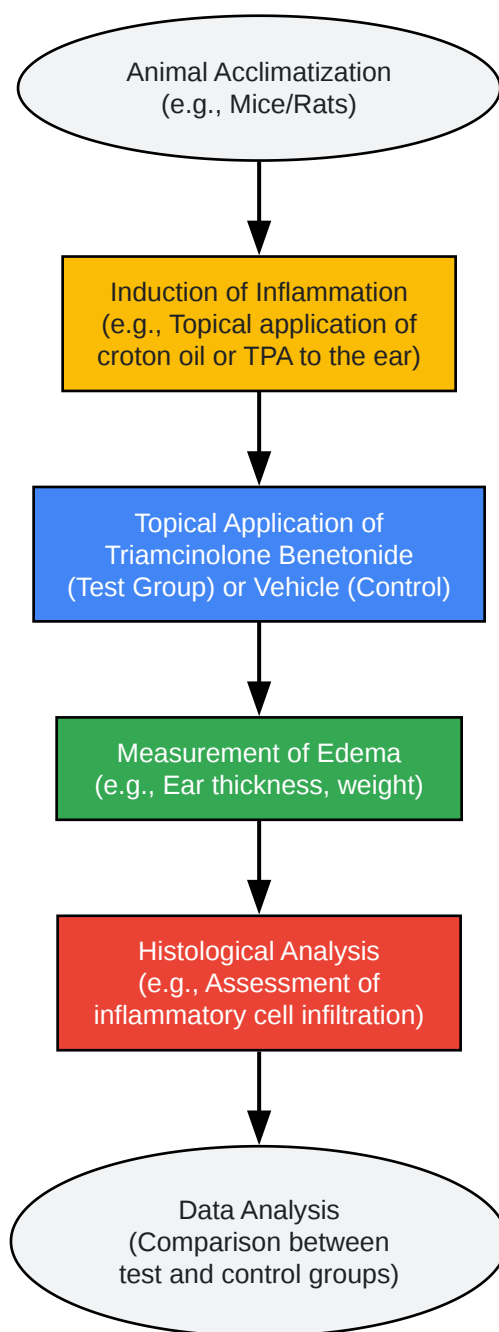 Animal Acclimatization
(e.g., Mice/Rats)
Induction of Inflammation
(e.g., Topical application of
croton oil or TPA to the ear)
Topical Application of
Triamcinolone Benetonide
(Test Group) or Vehicle (Control)
Measurement of Edema
(e.g., Ear thickness, weight)
Histological Analysis
(e.g., Assessment of
inflammatory cell infiltration)
Data Analysis
(Comparison between
test and control groups)